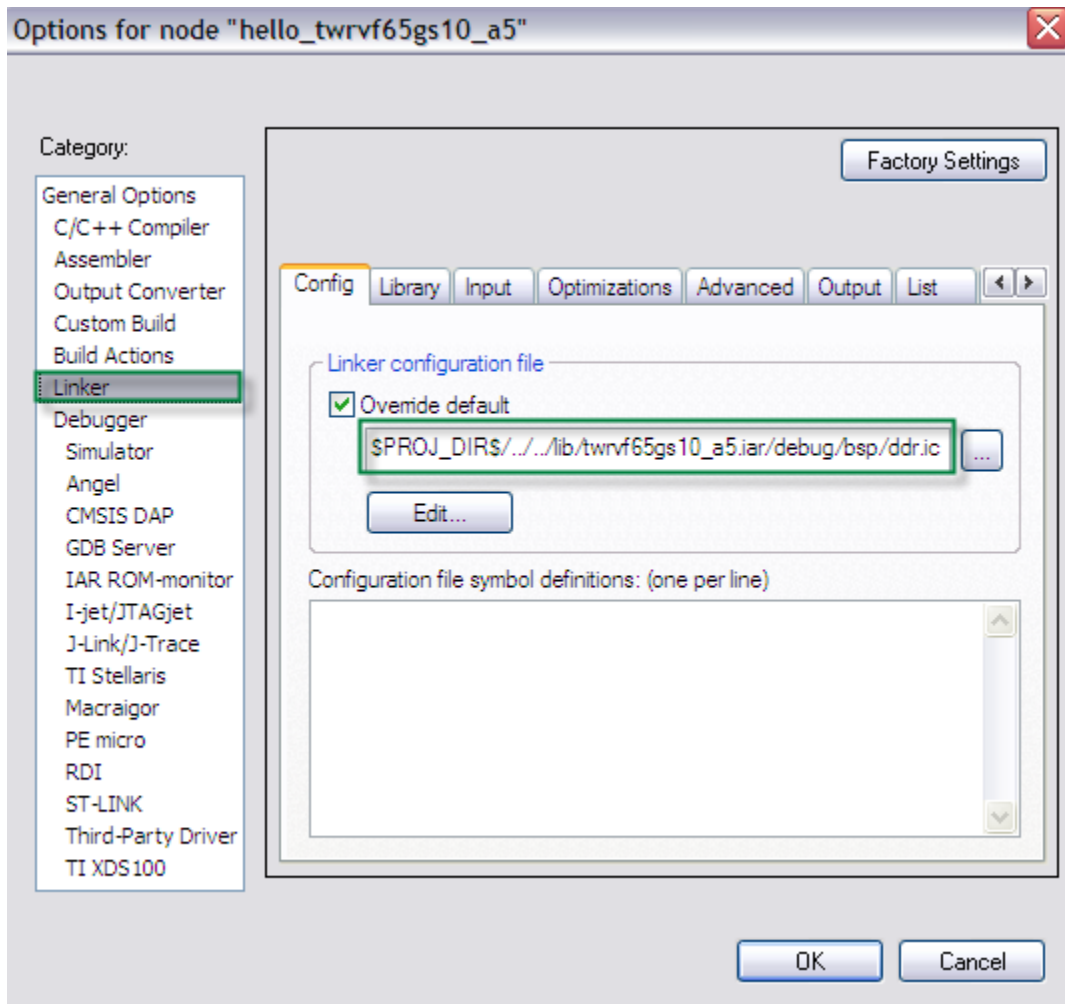 Options for node "hello_twrvf65gs10_a5"
Category:
Factory Settings
General Options
C/C++ Compiler
Assembler
Output Converter
Custom Build
Build Actions
Linker
Debugger
Simulator
Angel
CMSIS DAP
GDB Server
IAR ROM-monitor
I-jet/JTAGjet
J-Link/J-Trace
TI Stellaris
Macraigor
PE micro
RDI
ST-LINK
Third-Party Driver
TI XDS100
Config Library Input Optimizations Advanced Output List
Linker configuration file
Override default
$PROJ_DIR$/../../lib/twrvf65gs10_a5.iar/debug/bsp/ddr.ic
...
Edit...
Configuration file symbol definitions: (one per line)
OK Cancel